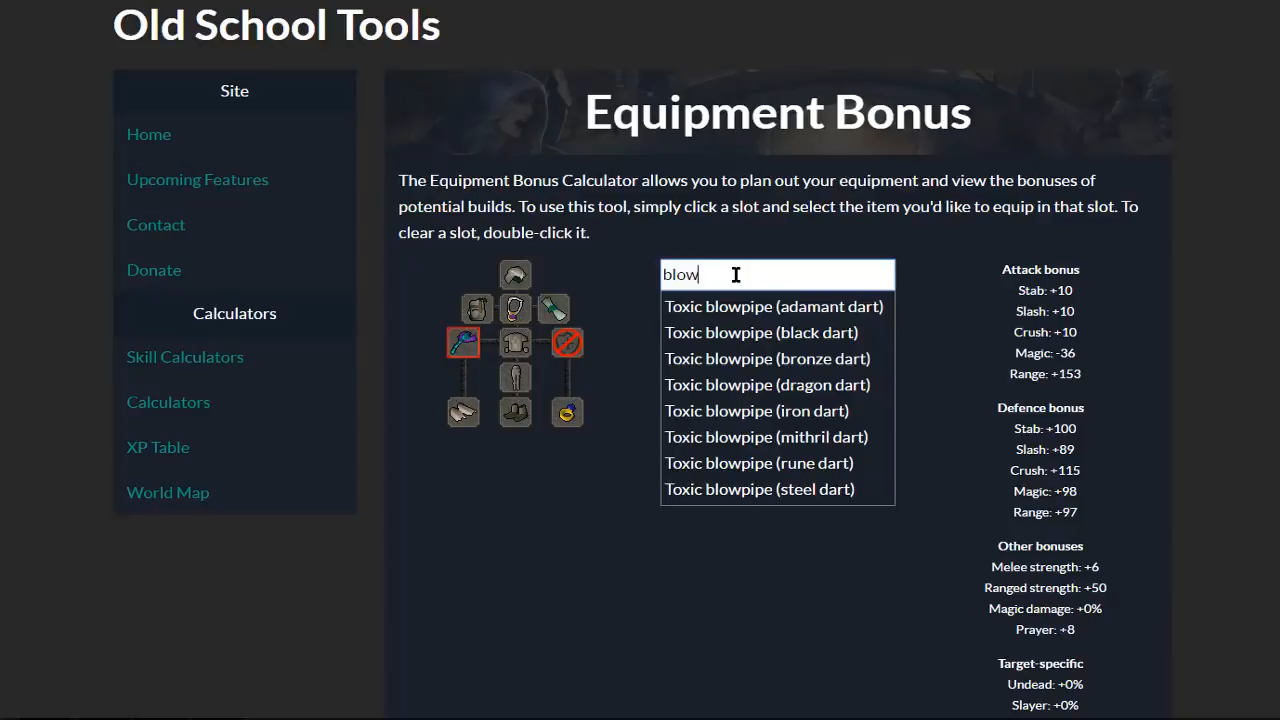 Old School Tools
Site
Home
Upcoming Features
Contact
Donate
Calculators
Skill Calculators
Calculators
XP Table
World Map
Equipment Bonus
The Equipment Bonus Calculator allows you to plan out your equipment and view the bonuses of
potential builds. To use this tool, simply click a slot and select the item you'd like to equip in that slot. To
clear a slot, double-click it.
blow
Toxic blowpipe (adamant dart)
Toxic blowpipe (black dart)
Toxic blowpipe (bronze dart)
Toxic blowpipe (dragon dart)
Toxic blowpipe (iron dart)
Toxic blowpipe (mithril dart)
Toxic blowpipe (rune dart)
Toxic blowpipe (steel dart)
Attack bonus
Stab: +10
Slash: +10
Crush: +10
Magic: -36
Range: +153
Defence bonus
Stab: +100
Slash: +89
Crush: +115
Magic: +98
Range: +97
Other bonuses
Melee strength: +6
Ranged strength: +50
Magic damage: +0%
Prayer: +8
Target-specific
Undead: +0%
Slayer: +0%